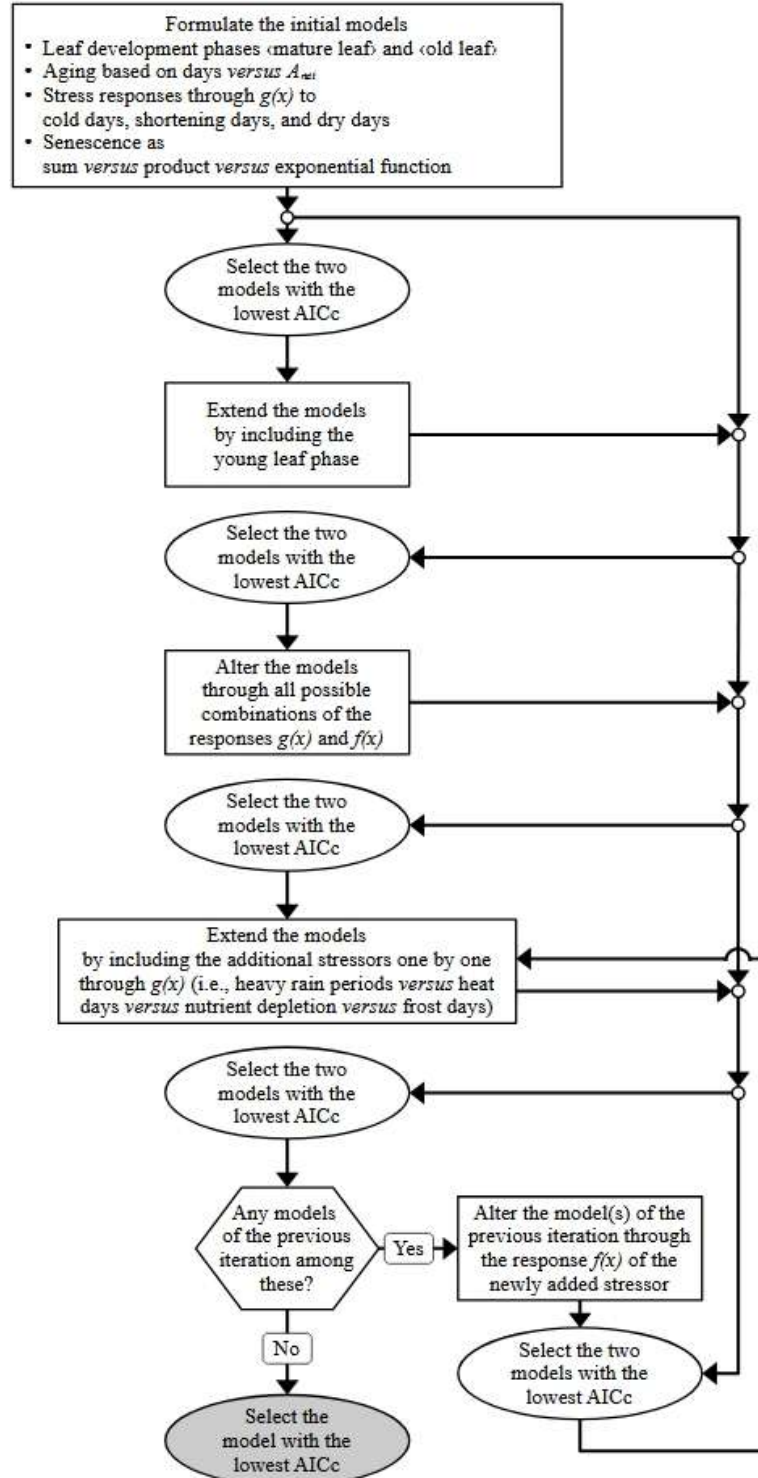 Formulate the initial models
• Leaf development phases ‹mature leaf› and ‹old leaf›
• Aging based on days versus Anet
• Stress responses through g(x) to
cold days, shortening days, and dry days
• Senescence as
sum versus product versus exponential function
Select the two
models with the
lowest AICc
Extend the models
by including the
young leaf phase
Select the two
models with the
lowest AICc
Alter the models
through all possible
combinations of the
responses g(x) and f(x)
Select the two
models with the
lowest AICc
Extend the models
by including the additional stressors one by one
through g(x) (i.e., heavy rain periods versus heat
days versus nutrient depletion versus frost days)
Select the two
models with the
lowest AICc
Any models
of the previous
iteration among
these?
Yes
Alter the model(s) of the
previous iteration through
the response f(x) of the
newly added stressor
No
Select the two
models with the
lowest AICc
Select the
model with the
lowest AICc